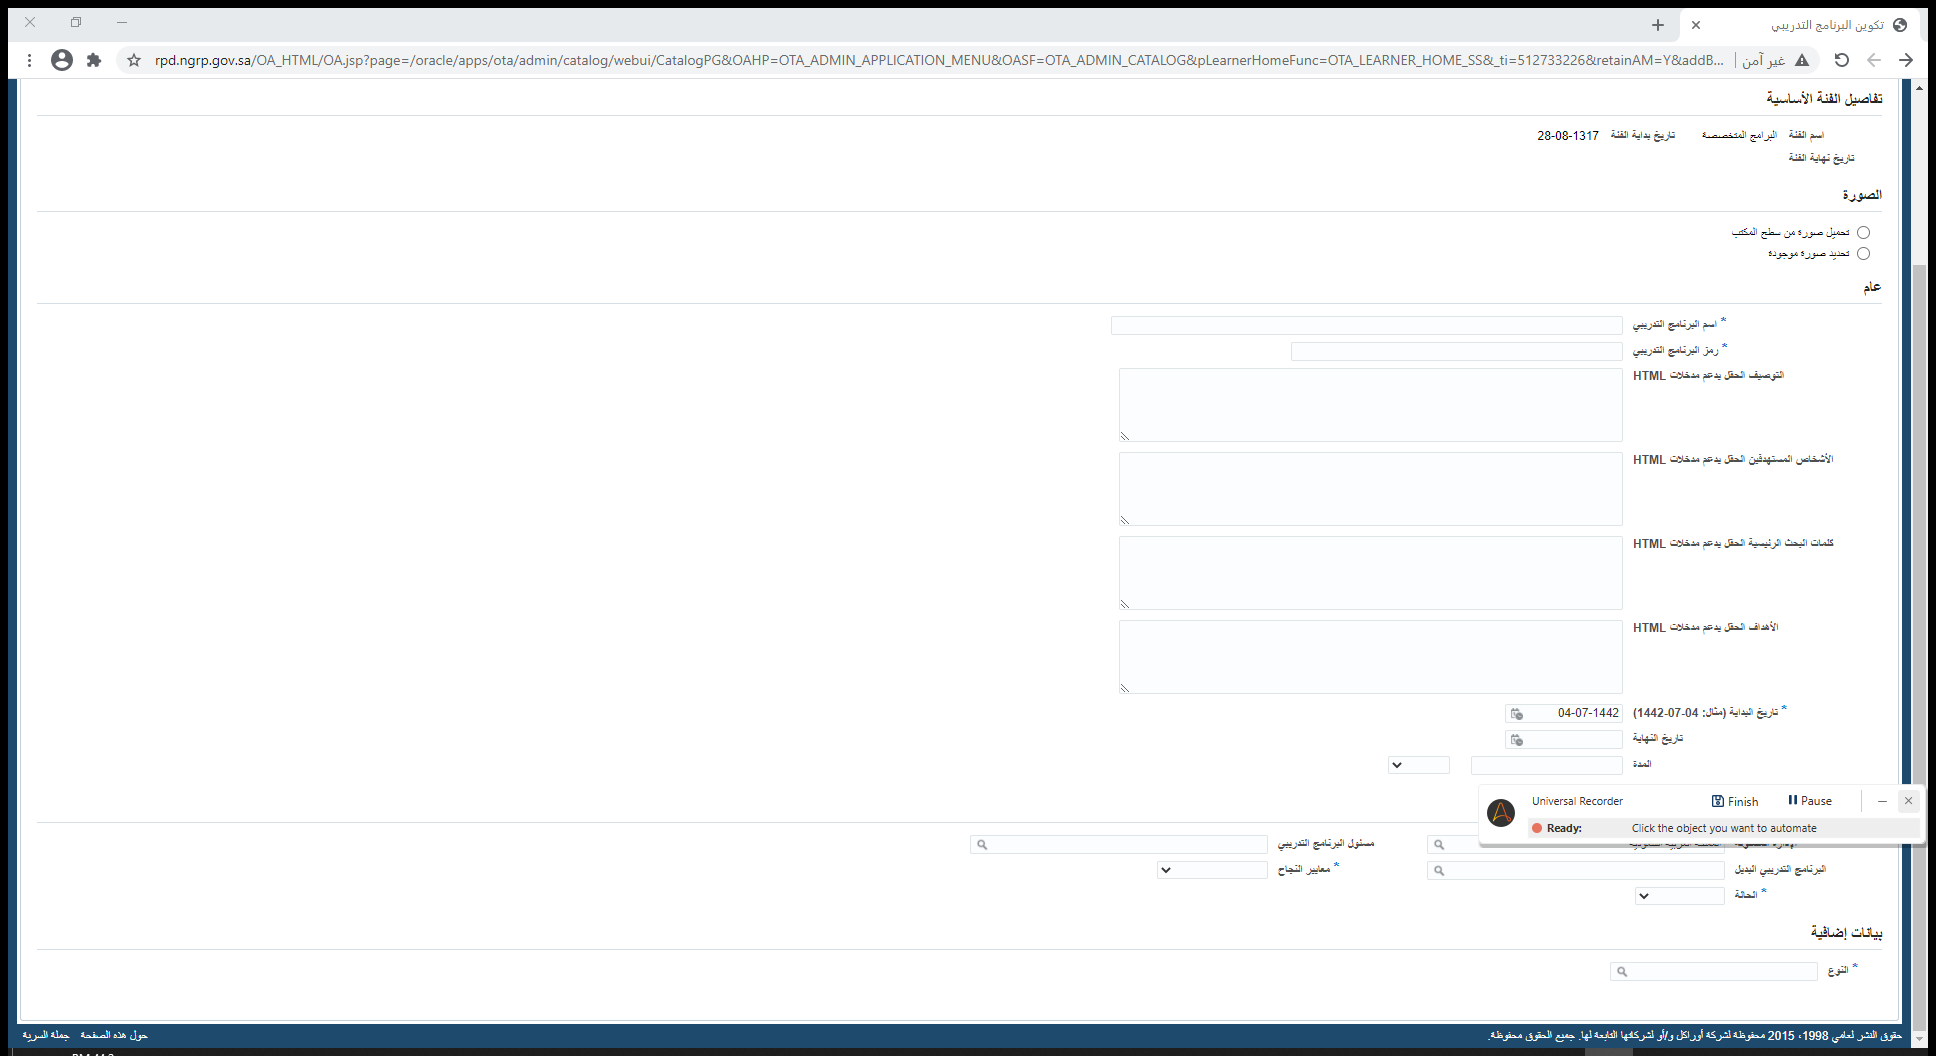 تكوين البرنامج التدريبي
rpd.ngrp.gov.sa/OA_HTML/OA.jsp?page=/oracle/apps/ota/admin/catalog/webui/CatalogPG&OAHP=OTA_ADMIN_APPLICATION_MENU&OASF=OTA_ADMIN_CATALOG&pLearnerHomeFunc=OTA_LEARNER_HOME_SS&_ti=512733226&retainAM=Y&addB... غير آمن
تفاصيل الفئة الأساسية
اسم الفئة البرامج المتخصصة تاريخ بداية الفئة 28-08-1317
تاريخ نهاية الفئة
الصورة
تحميل صورة من سطح المكتب
تحديد صورة موجودة
عام
* اسم البرنامج التدريبي
* رمز البرنامج التدريبي
التوصيف الحقل يدعم مدخلات HTML
الأشخاص المستهدفين الحقل يدعم مدخلات HTML
كلمات البحث الرئيسية الحقل يدعم مدخلات HTML
الأهداف الحقل يدعم مدخلات HTML
* تاريخ البداية (مثال: 04-07-1442) 04-07-1442
تاريخ النهاية
المدة
Universal Recorder Finish Pause
Ready: Click the object you want to automate
مسئول البرنامج التدريبي
البرنامج التدريبي البديل * معايير النجاح
* الحالة
بيانات إضافية
* النوع
حقوق النشر لعامي 1998، 2015 محفوظة لشركة أوراكل و/أو لشركاتها التابعة لها. جميع الحقوق محفوظة. حول هذه الصفحة جملة السرية